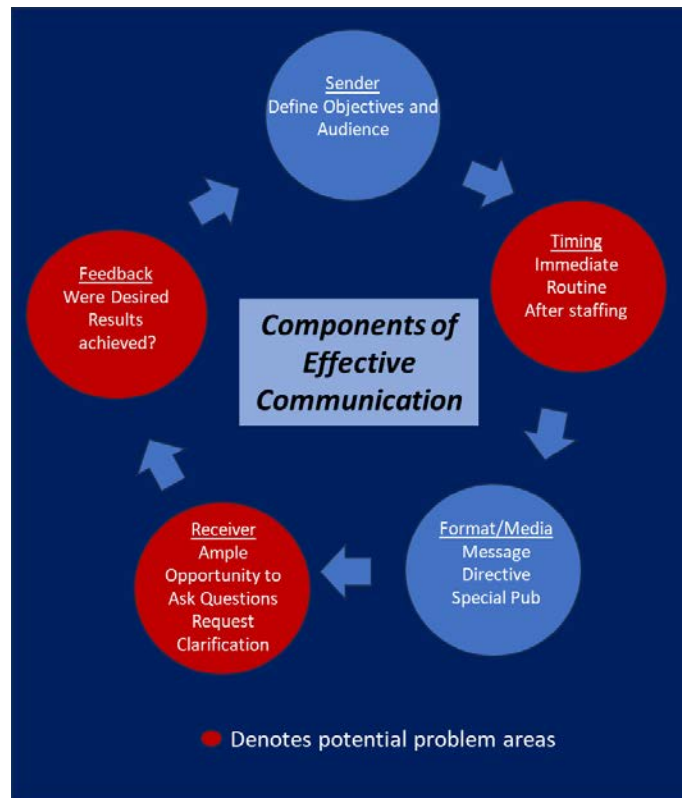 Sender
Define Objectives and
Audience
Timing
Immediate
Routine
After staffing
Feedback
Were Desired
Results
achieved?
Components of
Effective
Communication
Format/Media
Message
Directive
Special Pub
Receiver
Ample
Opportunity to
Ask Questions
Request
Clarification
Denotes potential problem areas